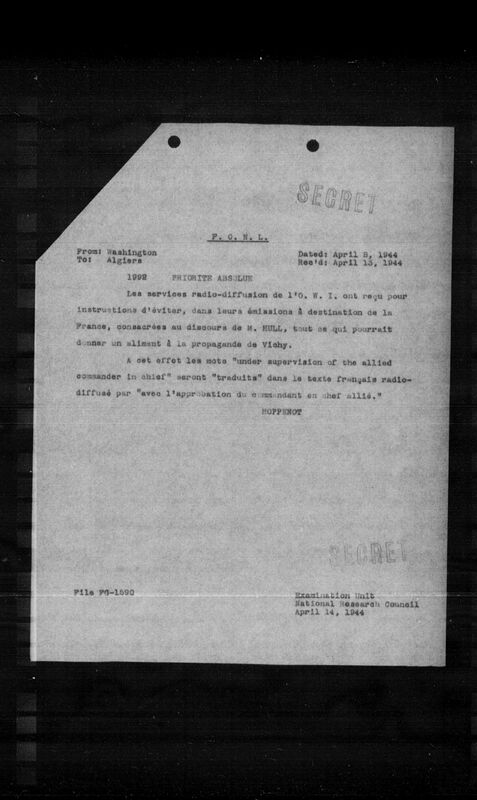 SECRET
F. C. N. L.
From: Washington Dated: April 8, 1944
To: Algiers Rec'd: April 13, 1944
1992 PRIORITE ABSOLUE
Les services radio-diffusion de l'O. W. I. ont reçu pour
instructions d'éviter, dans leurs émissions à destination de la
France, consacrées au discours de M. HULL, tout ce qui pourrait
donner un aliment à la propagande de Vichy.
A cet effet les mots "under supervision of the allied
commander in chief" seront "traduits" dans le texte français radio-
diffusé par "avec l'approbation du commandant en chef allié."
HOPPENOT
SECRET
File FG-1690 Examination Unit
National Research Council
April 14, 1944